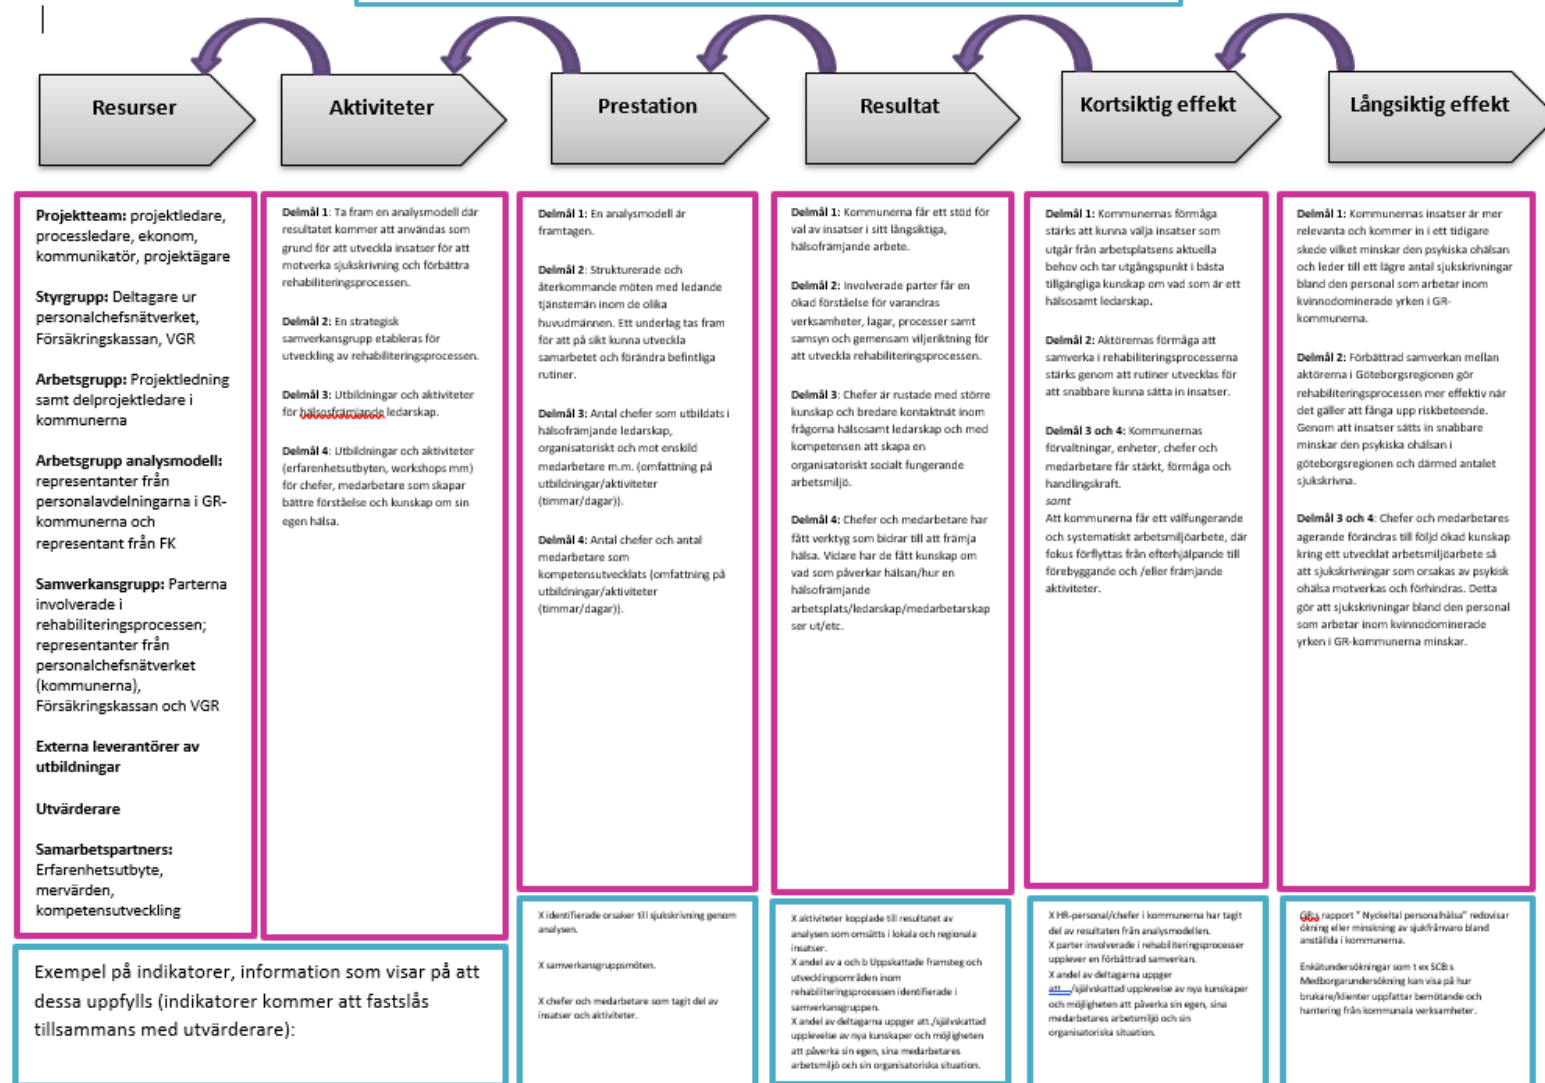 Resurser
Aktiviteter
Prestation
Resultat
Kortsiktig effekt
Långsiktig effekt
Projektteam: projektledare,
processledare, ekonom,
kommunikatör, projektägare
Styrgrupp: Deltagare ur
personalchefsnätverket,
Försäkringskassan, VGR
Arbetsgrupp: Projektledning
samt delprojektledare i
kommunerna
Arbetsgrupp analysmodell:
representanter från
personalavdelningarna i GR-
kommunerna och
representant från FK
Samverkansgrupp: Parterna
involverade i
rehabiliteringsprocessen;
representanter från
personalchefsnätverket
(kommunerna),
Försäkringskassan och VGR
Externa leverantörer av
utbildningar
Utvärderare
Samarbetspartners:
Erfarenhetsutbyte,
mervärden,
kompetensutveckling
Delmål 1: Ta fram en analysmodell där
resultatet kommer att användas som
grund för att utveckla insatser för att
motverka sjukskrivning och förbättra
rehabiliteringsprocessen.
Delmål 2: En strategisk
samverkansgrupp etableras för
utveckling av rehabiliteringsprocessen.
Delmål 3: Utbildningar och aktiviteter
för hälsosfrämjande ledarskap.
Delmål 4: Utbildningar och aktiviteter
(erfarenhetsutbyten, workshops mm)
för chefer, medarbetare som skapar
bättre förståelse och kunskap om sin
egen hälsa.
Delmål 1: En analysmodell är
framtagen.
Delmål 2: Strukturerade och
återkommande möten med ledande
tjänstemän inom de olika
huvudmännen. Ett underlag tas fram
för att på sikt kunna utveckla
samarbetet och förändra befintliga
rutiner.
Delmål 3: Antal chefer som utbildats i
hälsofrämjande ledarskap,
organisatoriskt och mot enskild
medarbetare m.m. (omfattning på
utbildningar/aktiviteter
(timmar/dagar)).
Delmål 4: Antal chefer och antal
medarbetare som
kompetensutvecklats (omfattning på
utbildningar/aktiviteter
(timmar/dagar)).
Delmål 1: Kommunerna får ett stöd för
val av insatser i sitt långsiktiga,
hälsofrämjande arbete.
Delmål 2: Involverade parter får en
ökad förståelse för varandras
verksamheter, lagar, processer samt
samsyn och gemensam viljeriktning för
att utveckla rehabiliteringsprocessen.
Delmål 3: Chefer är rustade med större
kunskap och bredare kontaktnät inom
frågorna hälsosamt ledarskap och med
kompetensen att skapa en
organisatoriskt socialt fungerande
arbetsmiljö.
Delmål 4: Chefer och medarbetare har
fått verktyg som bidrar till att främja
hälsa. Vidare har de fått kunskap om
vad som påverkar hälsan/hur en
hälsofrämjande
arbetsplats/ledarskap/medarbetarskap
ser ut/etc.
Delmål 1: Kommunernas förmåga
stärks att kunna välja insatser som
utgår från arbetsplatsens aktuella
behov och tar utgångspunkt i bästa
tillgängliga kunskap om vad som är ett
hälsosamt ledarskap.
Delmål 2: Aktörernas förmåga att
samverka i rehabiliteringsprocesserna
stärks genom att rutiner utvecklas för
att snabbare kunna sätta in insatser.
Delmål 3 och 4: Kommunernas
förvaltningar, enheter, chefer och
medarbetare får stärkt, förmåga och
handlingskraft.
samt
Att kommunerna får ett välfungerande
och systematiskt arbetsmiljöarbete, där
fokus förflyttas från efterhjälpande till
förebyggande och /eller främjande
aktiviteter.
Delmål 1: Kommunernas insatser är mer
relevanta och kommer in i ett tidigare
skede vilket minskar den psykiska ohälsan
och leder till ett lägre antal sjukskrivningar
bland den personal som arbetar inom
kvinnodominerade yrken i GR-
kommunerna.
Delmål 2: Förbättrad samverkan mellan
aktörerna i Göteborgsregionen gör
rehabiliteringsprocessen mer effektiv när
det gäller att fånga upp riskbeteende.
Genom att insatser sätts in snabbare
minskar den psykiska ohälsan i
göteborgsregionen och därmed antalet
sjukskrivna.
Delmål 3 och 4: Chefer och medarbetares
agerande förändras till följd ökad kunskap
kring ett utvecklat arbetsmiljöarbete så
att sjukskrivningar som orsakas av psykisk
ohälsa motverkas och förhindras. Detta
gör att sjukskrivningar bland den personal
som arbetar inom kvinnodominerade
yrken i GR-kommunerna minskar.
Exempel på indikatorer, information som visar på att
dessa uppfylls (indikatorer kommer att fastslås
tillsammans med utvärderare):
X identifierade orsaker till sjukskrivning genom
analysen.
X samverkansgruppsmöten.
X chefer och medarbetare som tagit del av
insatser och aktiviteter.
X aktiviteter kopplade till resultatet av
analysen som omsätts i lokala och regionala
insatser.
X andel av a och b Uppskattade framsteg och
utvecklingsområden inom
rehabiliteringsprocessen identifierade i
samverkansgruppen.
X andel av deltagarna uppger att./självskattad
upplevelse av nya kunskaper och möjligheten
att påverka sin egen, sina medarbetares
arbetsmiljö och sin organisatoriska situation.
X HR-personal/chefer i kommunerna har tagit
del av resultaten från analysmodellen.
X parter involverade i rehabiliteringsprocesser
upplever en förbättrad samverkan.
X andel av deltagarna uppger
att /självskattad upplevelse av nya kunskaper
och möjligheten att påverka sin egen, sina
medarbetares arbetsmiljö och sin
organisatoriska situation.
GR:s rapport " Nyckeltal personalhälsa" redovisar
ökning eller minskning av sjukfrånvaro bland
anställda i kommunerna.
Enkätundersökningar som t ex SCB:s
Medborgarundersökning kan visa på hur
brukare/klienter uppfattar bemötande och
hantering från kommunala verksamheter.